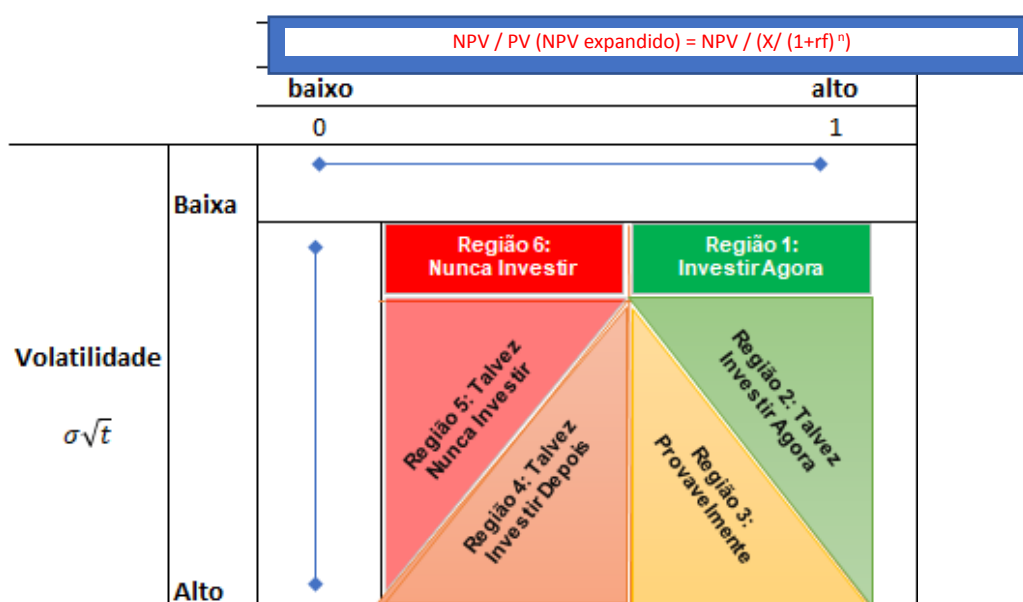 NPV / PV (NPV expandido) = NPV / (X/ (1+rf) ⁿ)
baixo alto
0 1
Baixa
Região 6:
Nunca Investir
Região 1:
Investir Agora
Volatilidade
σ√t
Região 5: Talvez
Nunca Investir
Região 4: Talvez
Investir Depois
Região 3:
Provavelmente
Região 2: Talvez
Investir Agora
Alto